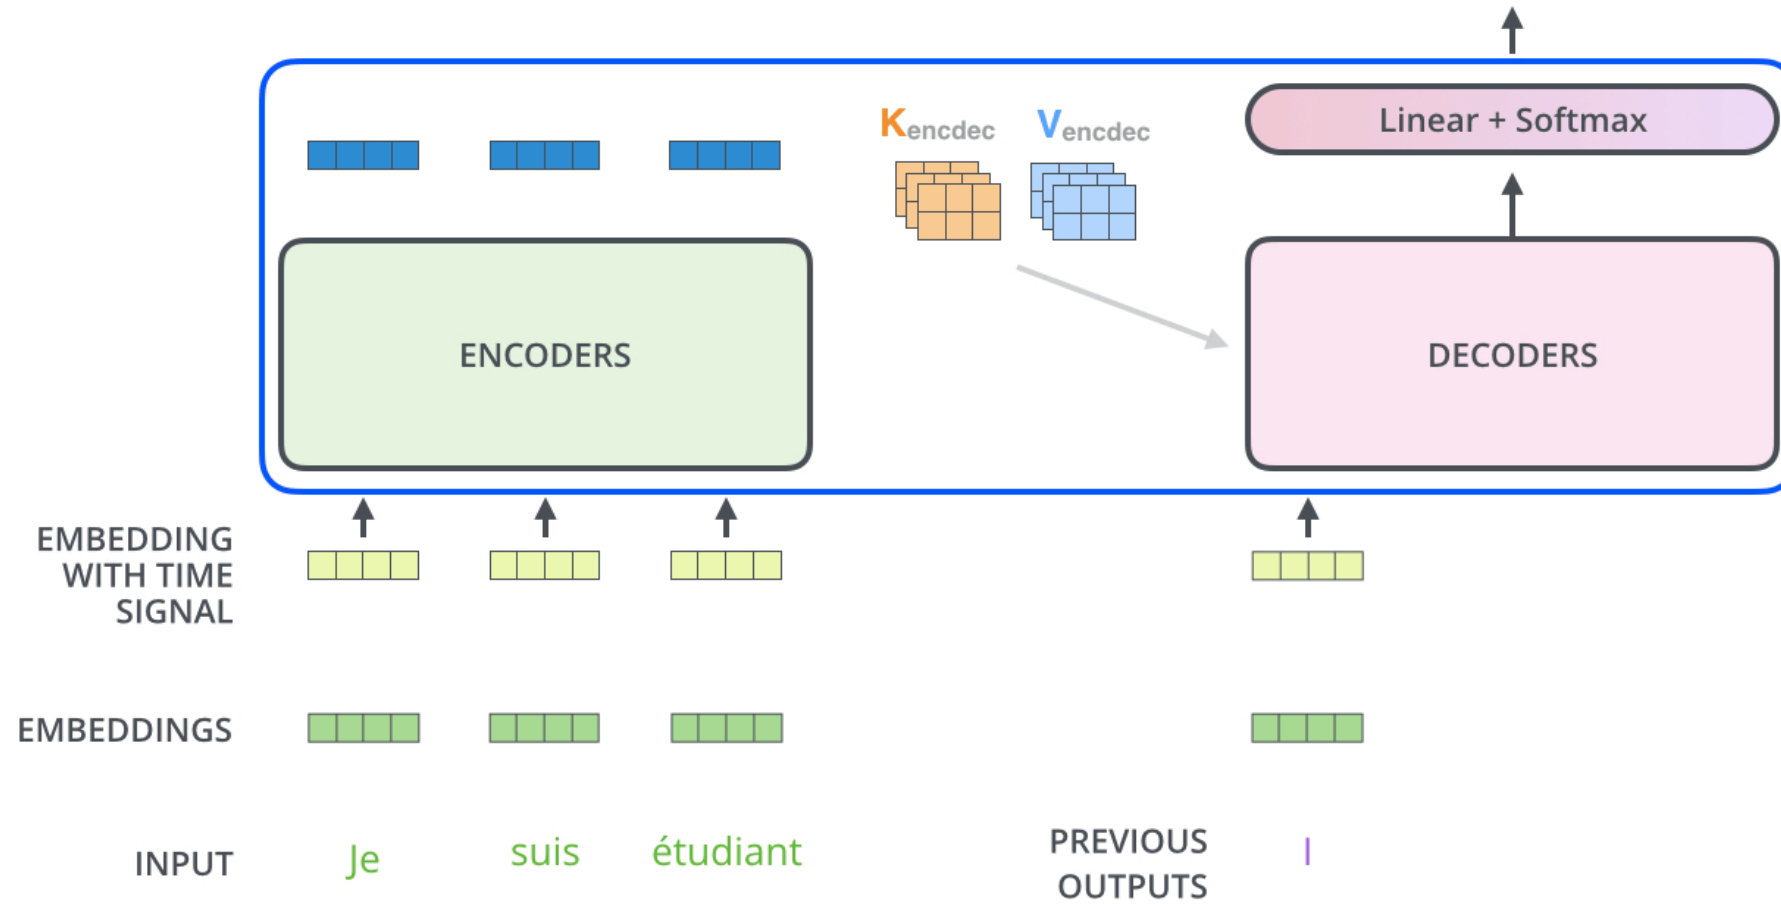 Kencdec
Vencdec
Linear + Softmax
ENCODERS
DECODERS
EMBEDDING
WITH TIME
SIGNAL
EMBEDDINGS
INPUT
Je suis étudiant
PREVIOUS
OUTPUTS
I